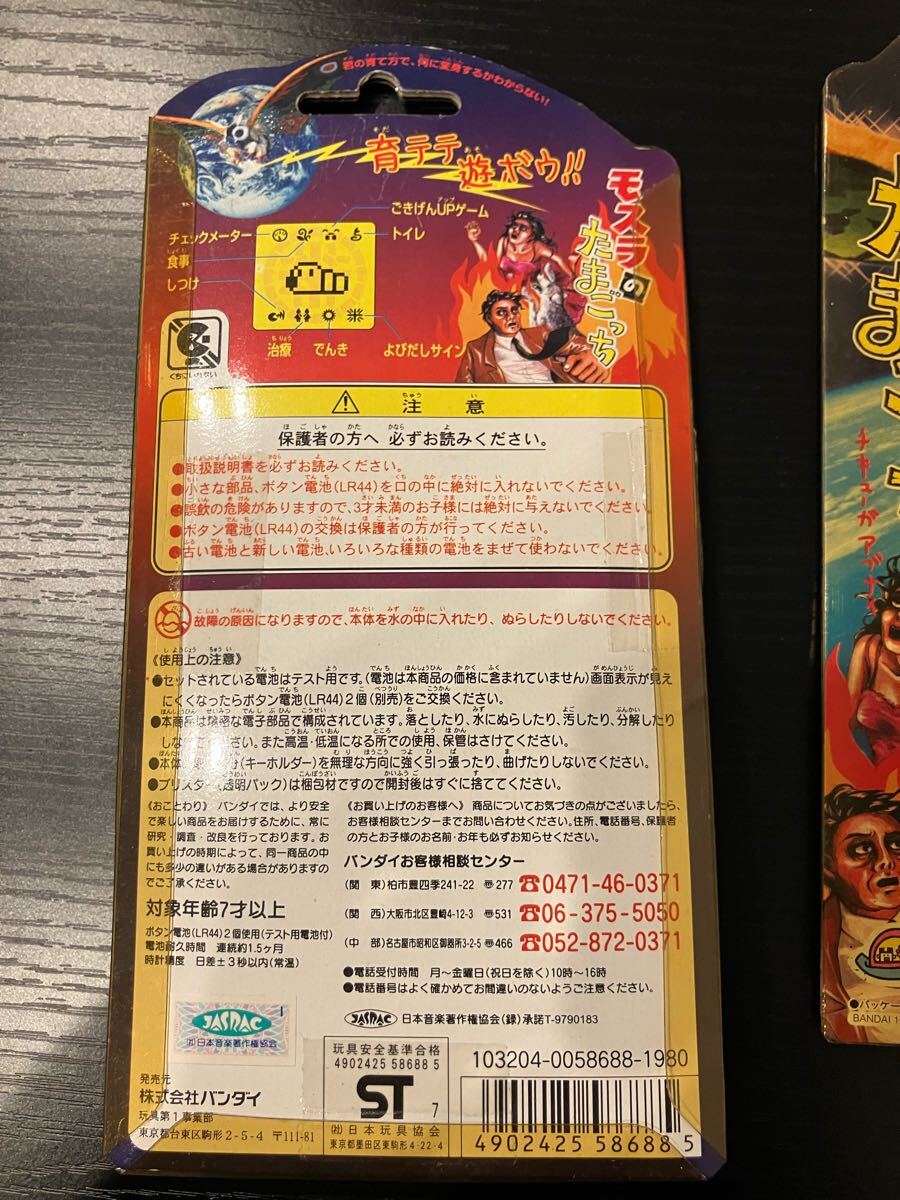 君の育て方で、何に変身するかわからない!
育テテ遊ボウ!!
モスラの
たまごっち
ごきげんUPゲーム
チェックメーター
トイレ
食事
しつけ
治療
でんき
よびだしサイン
くちにいれない
注意
保護者の方へ 必ずお読みください。
●取扱説明書を必ずお読みください。
●小さな部品、ボタン電池(LR44)を口の中に絶対に入れないでください。
●誤飲の危険がありますので、3才未満のお子様には絶対に与えないでください。
●ボタン電池(LR44)の交換は保護者の方が行ってください。
●古い電池と新しい電池、いろいろな種類の電池をまぜて使わないでください。
故障の原因になりますので、本体を水の中に入れたり、ぬらしたりしないでください。
《使用上の注意》
●セットされている電池はテスト用です。(電池は本商品の価格に含まれていません)画面表示が見え
にくくなったらボタン電池(LR44)2個(別売)をご交換ください。
●本商品は精密な電子部品で構成されています。落としたり、水にぬらしたり、汚したり、分解したり
しないでください。また高温・低温になる所での使用、保管はさけてください。
●本体 部分(キーホルダー)を無理な方向に強く引っ張ったり、曲げたりしないでください。
●ブリスター(透明パック)は梱包材ですので開封後はすぐに捨ててください。
《おことわり》 バンダイでは、より安全
で楽しい商品をお届けするために、常に
研究・調査・改良を行っております。お
買い上げの時期によって、同一商品の中
にも多少の違いがある場合がありますの
でご了承ください。
対象年齢7才以上
ボタン電池(LR44)2個使用(テスト用電池付)
電池耐久時間 連続約1.5ヶ月
時計精度 日差±3秒以内(常温)
《お買い上げのお客様へ》 商品についてお気づきの点がございましたら、
お客様相談センターまでお問い合わせください。住所、電話番号、保護者
の方とお子様のお名前・お年も必ずお知らせください。
バンダイお客様相談センター
(関 東)柏市豊四季241-22 〠277 ☎0471-46-0371
(関 西)大阪市北区豊崎4-12-3 〠531 ☎06-375-5050
(中 部)名古屋市昭和区御器所3-2-5 〠466 ☎052-872-0371
●電話受付時間 月〜金曜日(祝日を除く)10時〜16時
●電話番号はよく確かめてお間違いのないようご注意ください。
JASRAC 日本音楽著作権協会(録)承諾T-9790183
JASRAC
(社)日本音楽著作権協会
発売元
株式会社バンダイ
玩具第1事業部
東京都台東区駒形2-5-4 〒111-81
玩具安全基準合格
4902425 58688 5
ST
7
(社)日本玩具協会
東京都墨田区東駒形4-22-4
103204-0058688-1980
4902425 586885
チキューがアブナイ
●パッケー
BANDAI 1